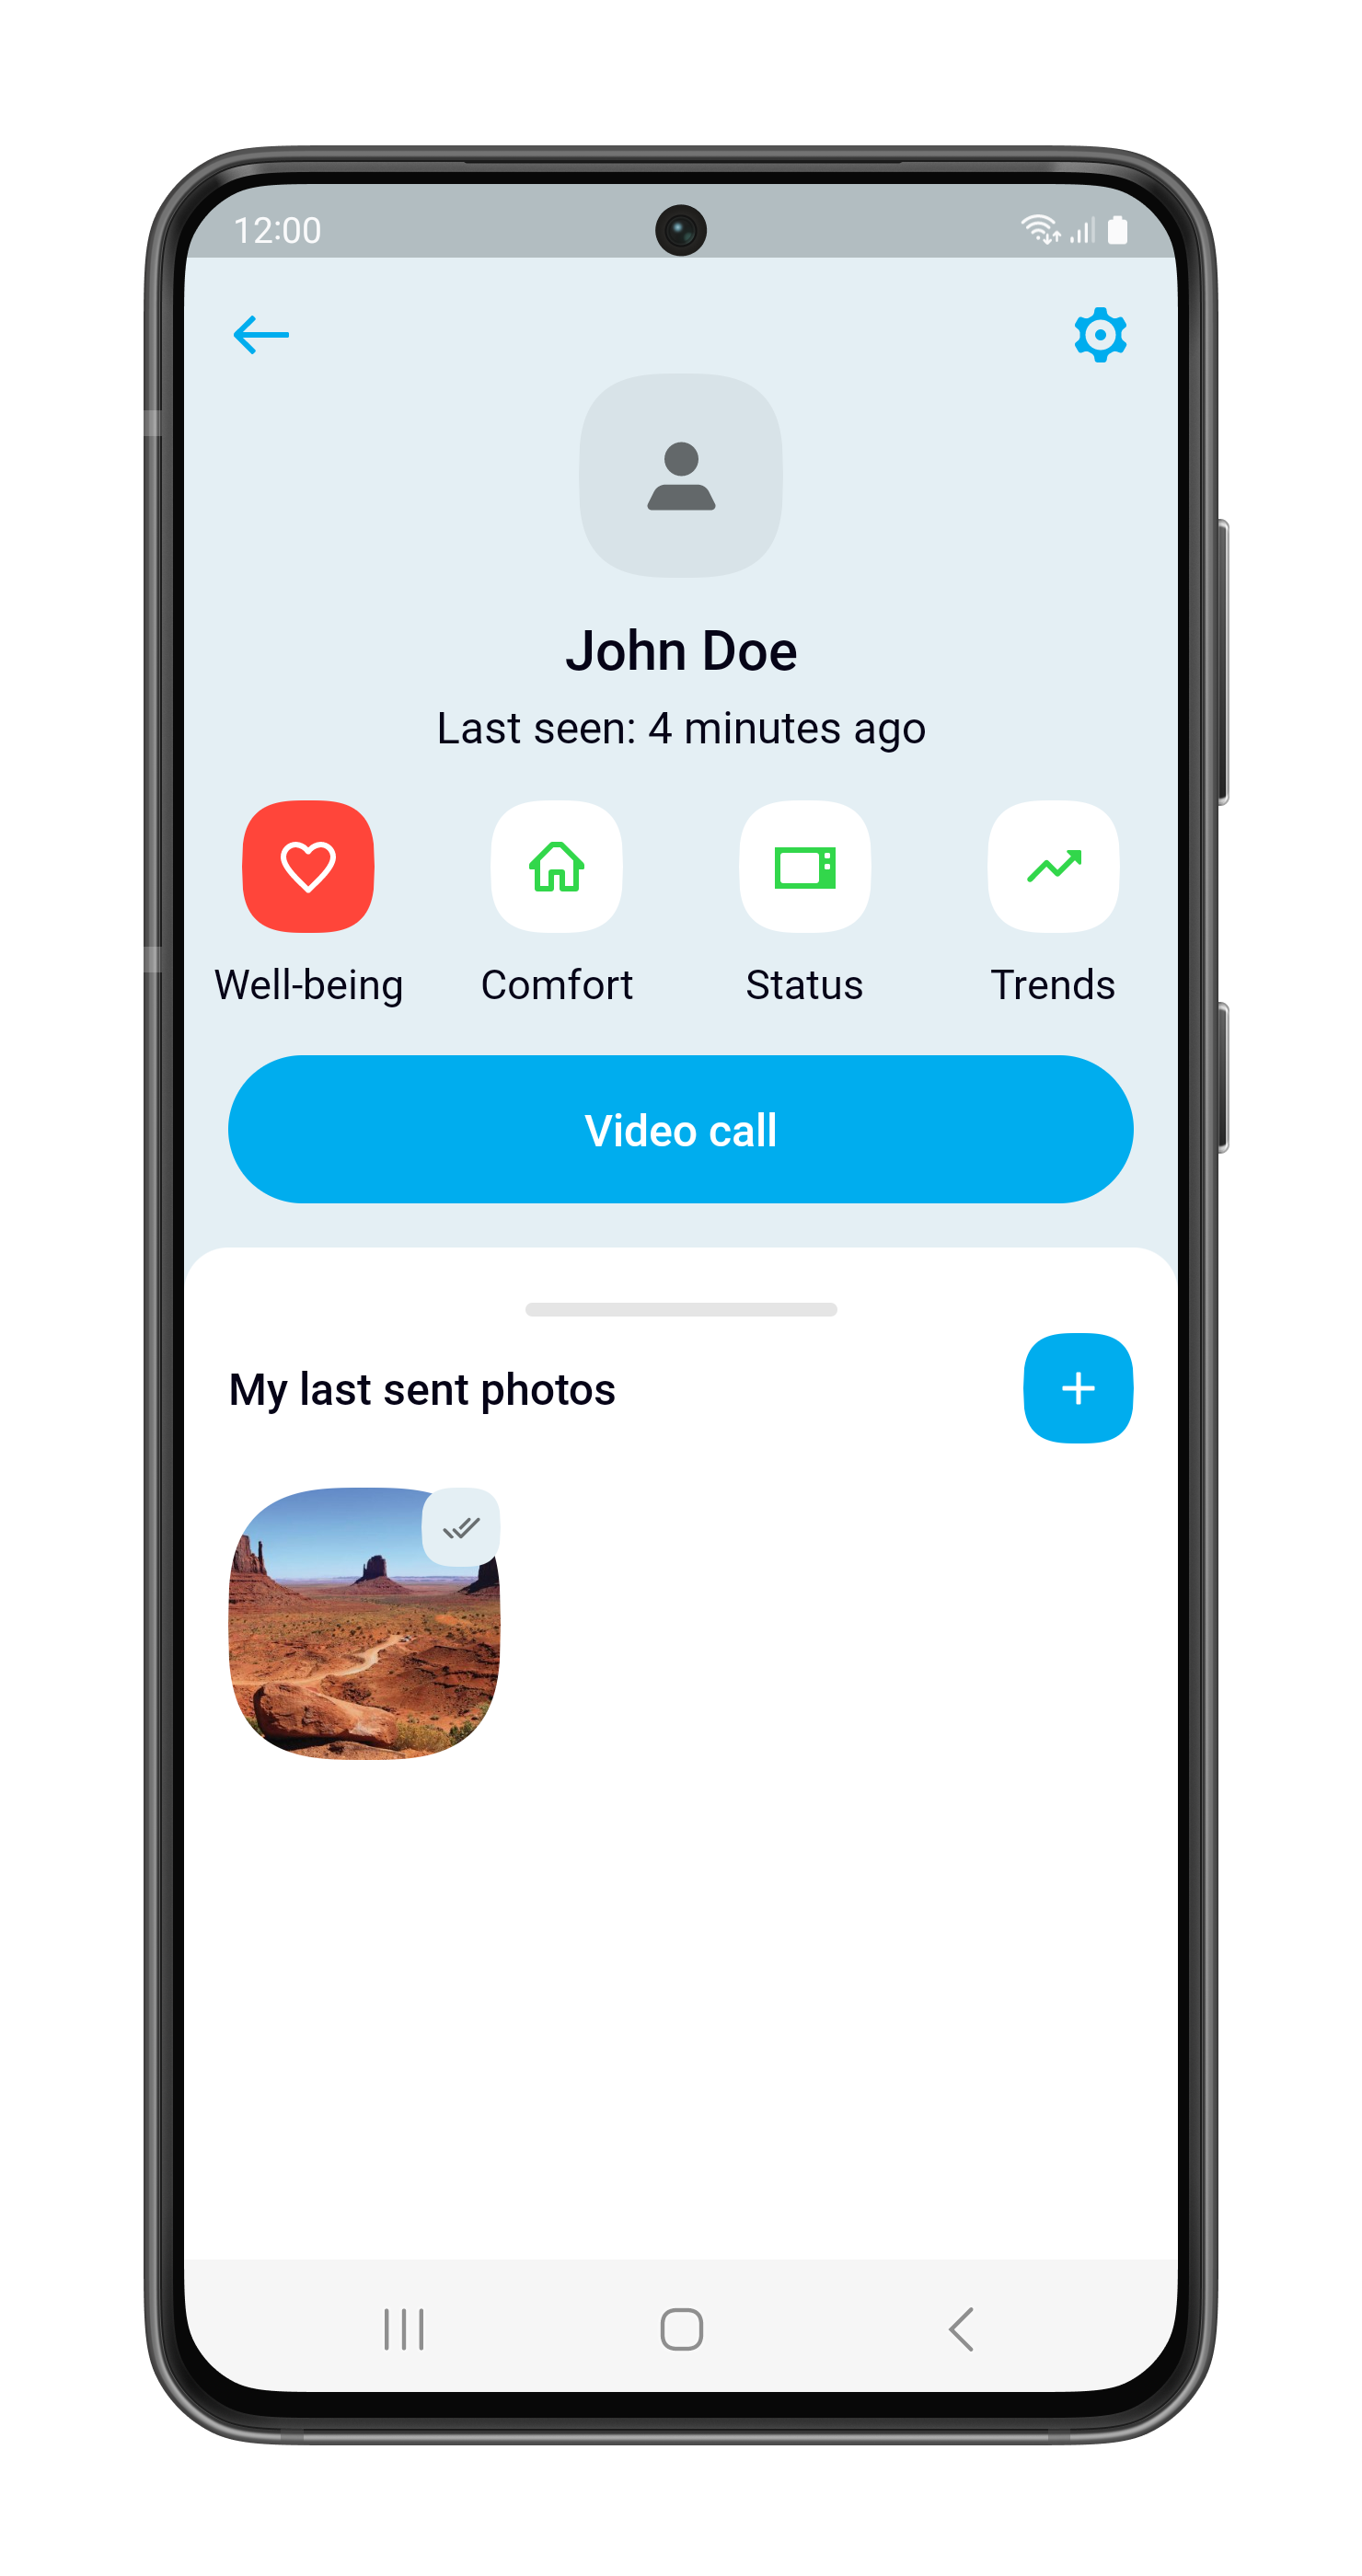 12:00
John Doe
Last seen: 4 minutes ago
Well-being
Comfort
Status
Trends
Video call
My last sent photos